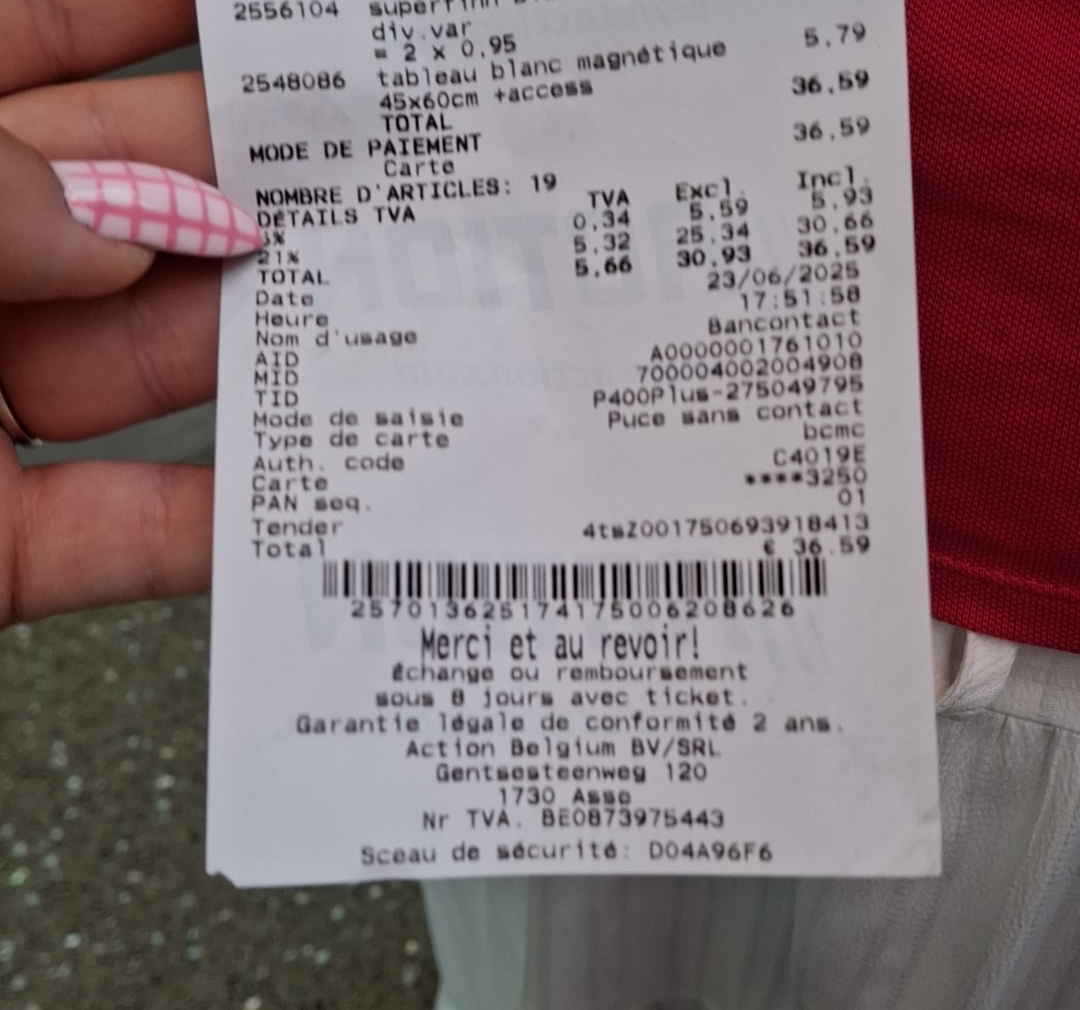 2556104 superfinn
div.var
= 2 x 0.95
2548086 tableau blanc magnétique 5.79
45x60cm +access
TOTAL 36.59
MODE DE PAIEMENT
Carte 36.59
NOMBRE D'ARTICLES: 19
DÉTAILS TVA TVA Excl. Incl.
6% 0.34 5.59 5.93
21% 5.32 25.34 30.66
TOTAL 5.66 30.93 36.59
Date 23/06/2025
Heure 17:51:58
Nom d'usage Bancontact
AID A0000001761010
MID 700004002004908
TID P400Plus-275049795
Mode de saisie Puce sans contact
Type de carte bcmc
Auth. code C4019E
Carte ****3250
PAN seq. 01
Tender 4tsZ001750693918413
Total € 36.59
2570136251741750062086​26
Merci et au revoir!
Échange ou remboursement
sous 8 jours avec ticket.
Garantie légale de conformité 2 ans.
Action Belgium BV/SRL
Gentsesteenweg 120
1730 Asse
Nr TVA. BE0873975443
Sceau de sécurité: D04A96F6